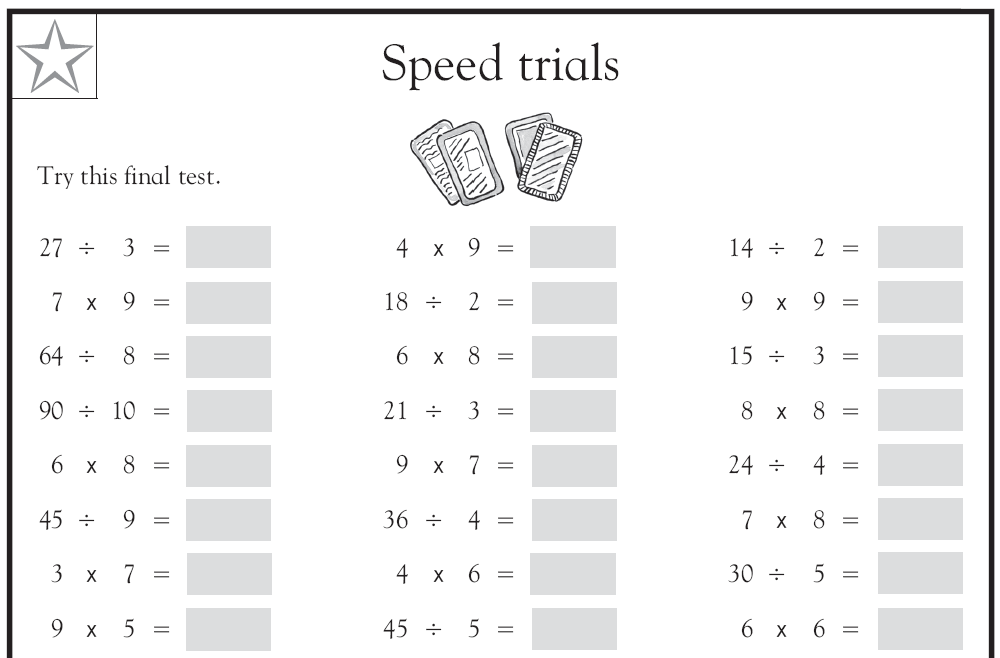 Speed trials
Try this final test.
27 ÷ 3 = 4 x 9 = 14 ÷ 2 =
7 x 9 = 18 ÷ 2 = 9 x 9 =
64 ÷ 8 = 6 x 8 = 15 ÷ 3 =
90 ÷ 10 = 21 ÷ 3 = 8 x 8 =
6 x 8 = 9 x 7 = 24 ÷ 4 =
45 ÷ 9 = 36 ÷ 4 = 7 x 8 =
3 x 7 = 4 x 6 = 30 ÷ 5 =
9 x 5 = 45 ÷ 5 = 6 x 6 =